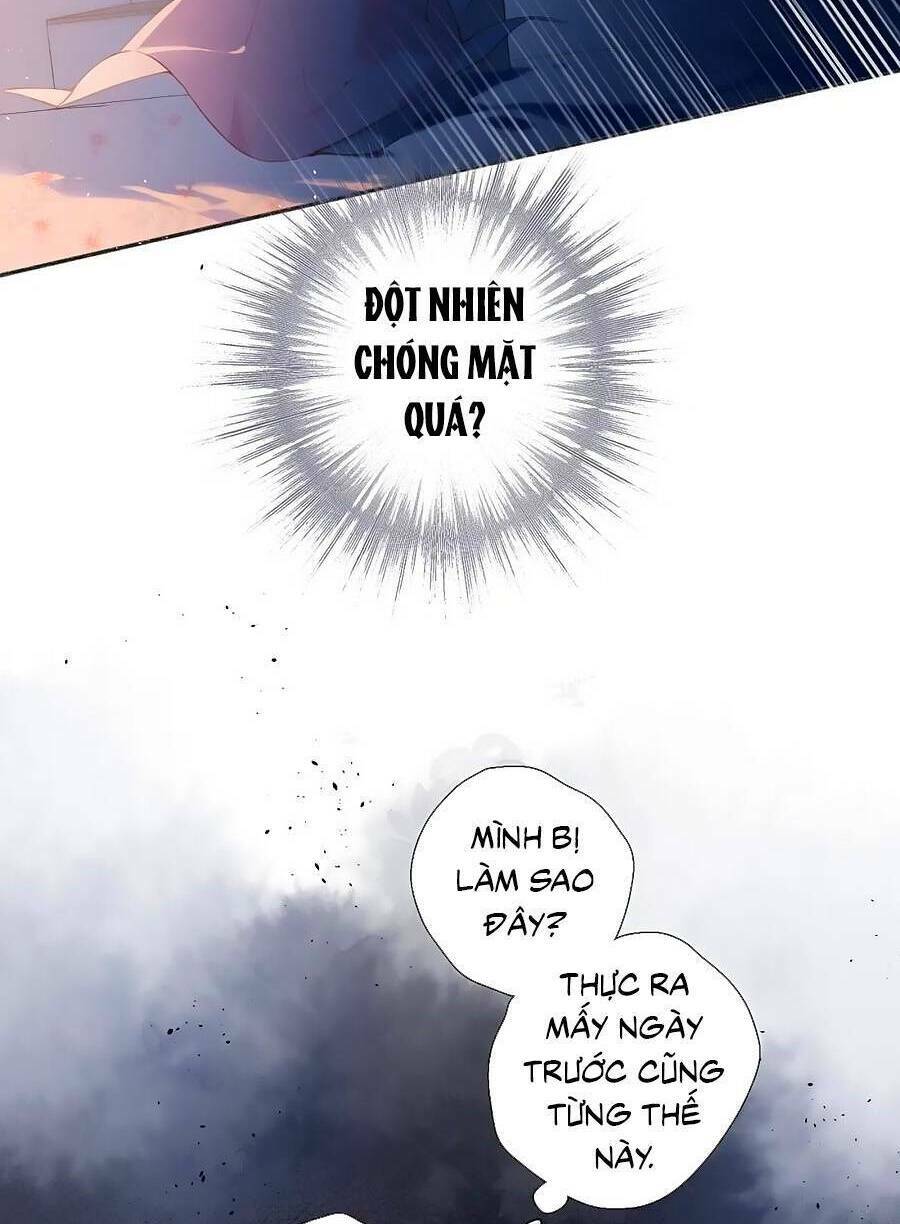 ĐỘT NHIÊN
CHÓNG MẶT
QUÁ?
MÌNH BỊ
LÀM SAO
ĐÂY?
THỰC RA
MẤY NGÀY
TRƯỚC CŨNG
TỪNG THẾ
NÀY.